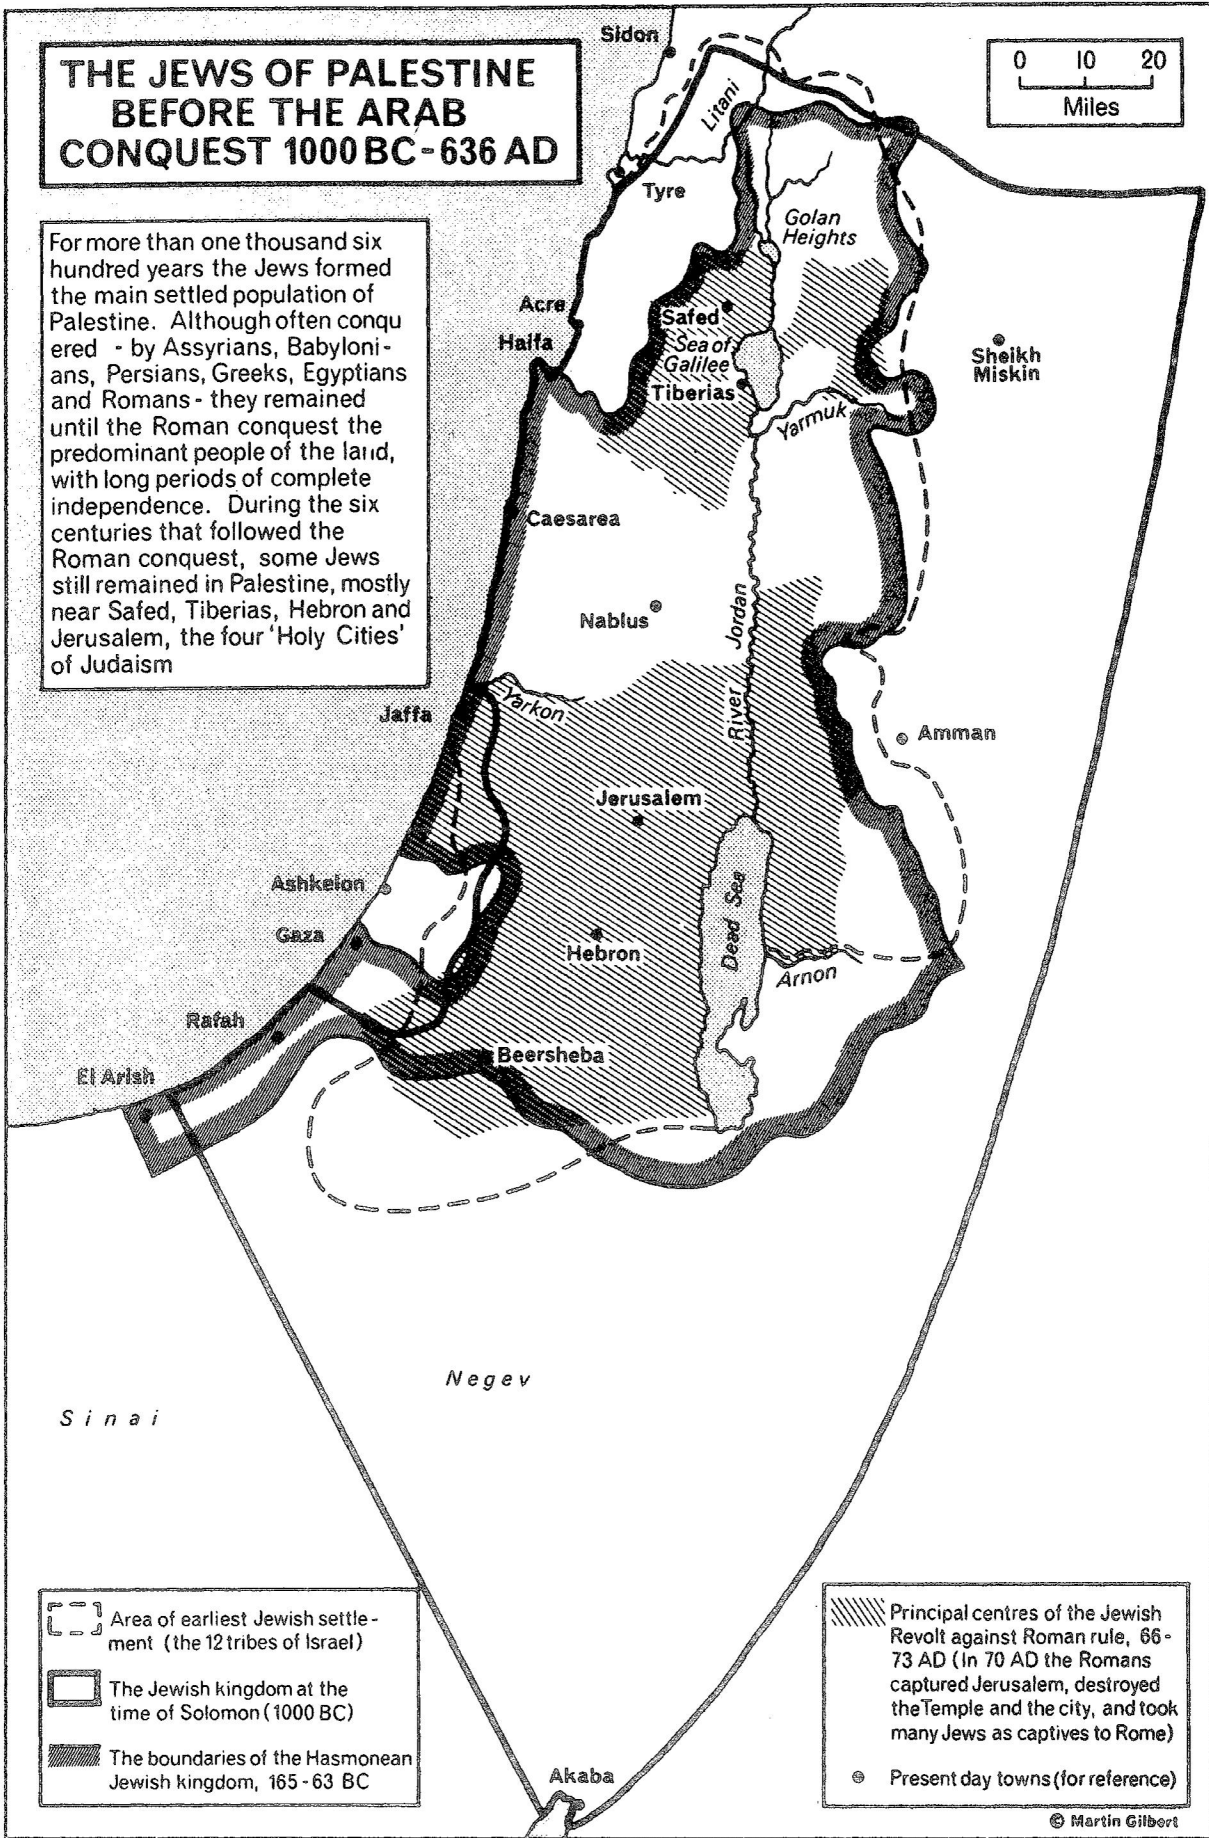 THE JEWS OF PALESTINE
BEFORE THE ARAB
CONQUEST 1000 BC - 636 AD
0 10 20
Miles
For more than one thousand six
hundred years the Jews formed
the main settled population of
Palestine. Although often conqu
ered - by Assyrians, Babyloni-
ans, Persians, Greeks, Egyptians
and Romans - they remained
until the Roman conquest the
predominant people of the land,
with long periods of complete
independence. During the six
centuries that followed the
Roman conquest, some Jews
still remained in Palestine, mostly
near Safed, Tiberias, Hebron and
Jerusalem, the four 'Holy Cities'
of Judaism
Sidon
Litani
Tyre
Golan
Heights
Acre
Safed
Haifa
Sea of
Galilee
Sheikh
Miskin
Tiberias
Yarmuk
Caesarea
Nablus
River Jordan
Yarkon
Jaffa
Amman
Jerusalem
Ashkelon
Dead Sea
Gaza
Hebron
Arnon
Rafah
Beersheba
El Arish
Negev
Sinai
Akaba
Area of earliest Jewish settle-
ment (the 12 tribes of Israel)
The Jewish kingdom at the
time of Solomon (1000 BC)
The boundaries of the Hasmonean
Jewish kingdom, 165 - 63 BC
Principal centres of the Jewish
Revolt against Roman rule, 66-
73 AD (In 70 AD the Romans
captured Jerusalem, destroyed
the Temple and the city, and took
many Jews as captives to Rome)
Present day towns (for reference)
© Martin Gilbert